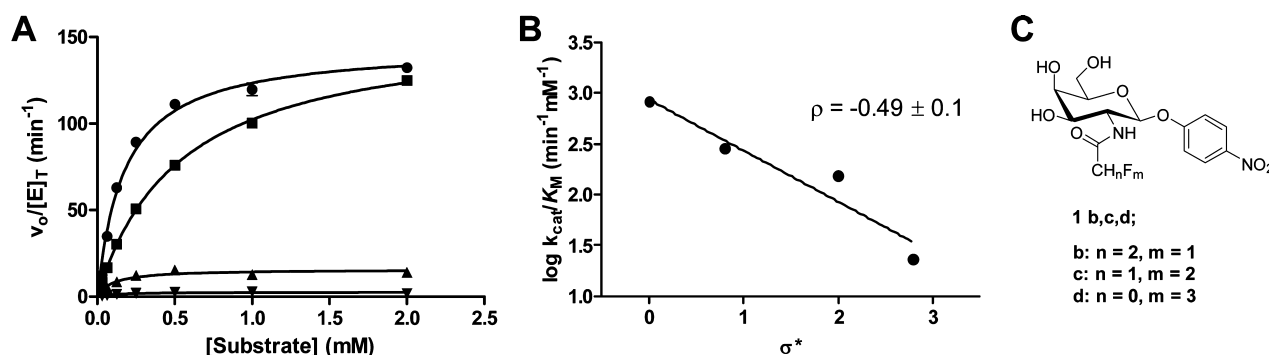 A
150
100
50
0
v₀/[E]T (min⁻¹)
0.0 0.5 1.0 1.5 2.0 2.5
[Substrate] (mM)
B
3.5
3.0
2.5
2.0
1.5
1.0
log kcat/KM (min⁻¹mM⁻¹)
ρ = -0.49 ± 0.1
0 1 2 3
σ*
C
HO OH
O
HO O
O NH
NO₂
CHnFm
1 b,c,d;
b: n = 2, m = 1
c: n = 1, m = 2
d: n = 0, m = 3